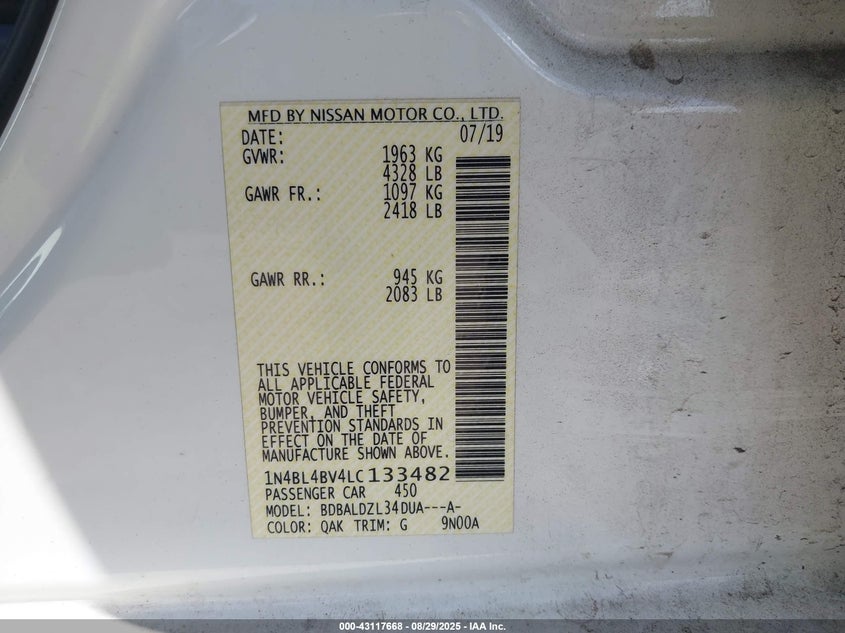 MFD BY NISSAN MOTOR CO., LTD.
DATE: 07/19
GVWR: 1963 KG
4328 LB
GAWR FR.: 1097 KG
2418 LB
GAWR RR.: 945 KG
2083 LB
THIS VEHICLE CONFORMS TO
ALL APPLICABLE FEDERAL
MOTOR VEHICLE SAFETY,
BUMPER, AND THEFT
PREVENTION STANDARDS IN
EFFECT ON THE DATE OF
MANUFACTURE SHOWN ABOVE.
1N4BL4BV4LC133482
PASSENGER CAR 450
MODEL: BDBALDZL34DUA---A-
COLOR: QAK TRIM: G 9N00A
000-43117668 - 08/29/2025 - IAA Inc.